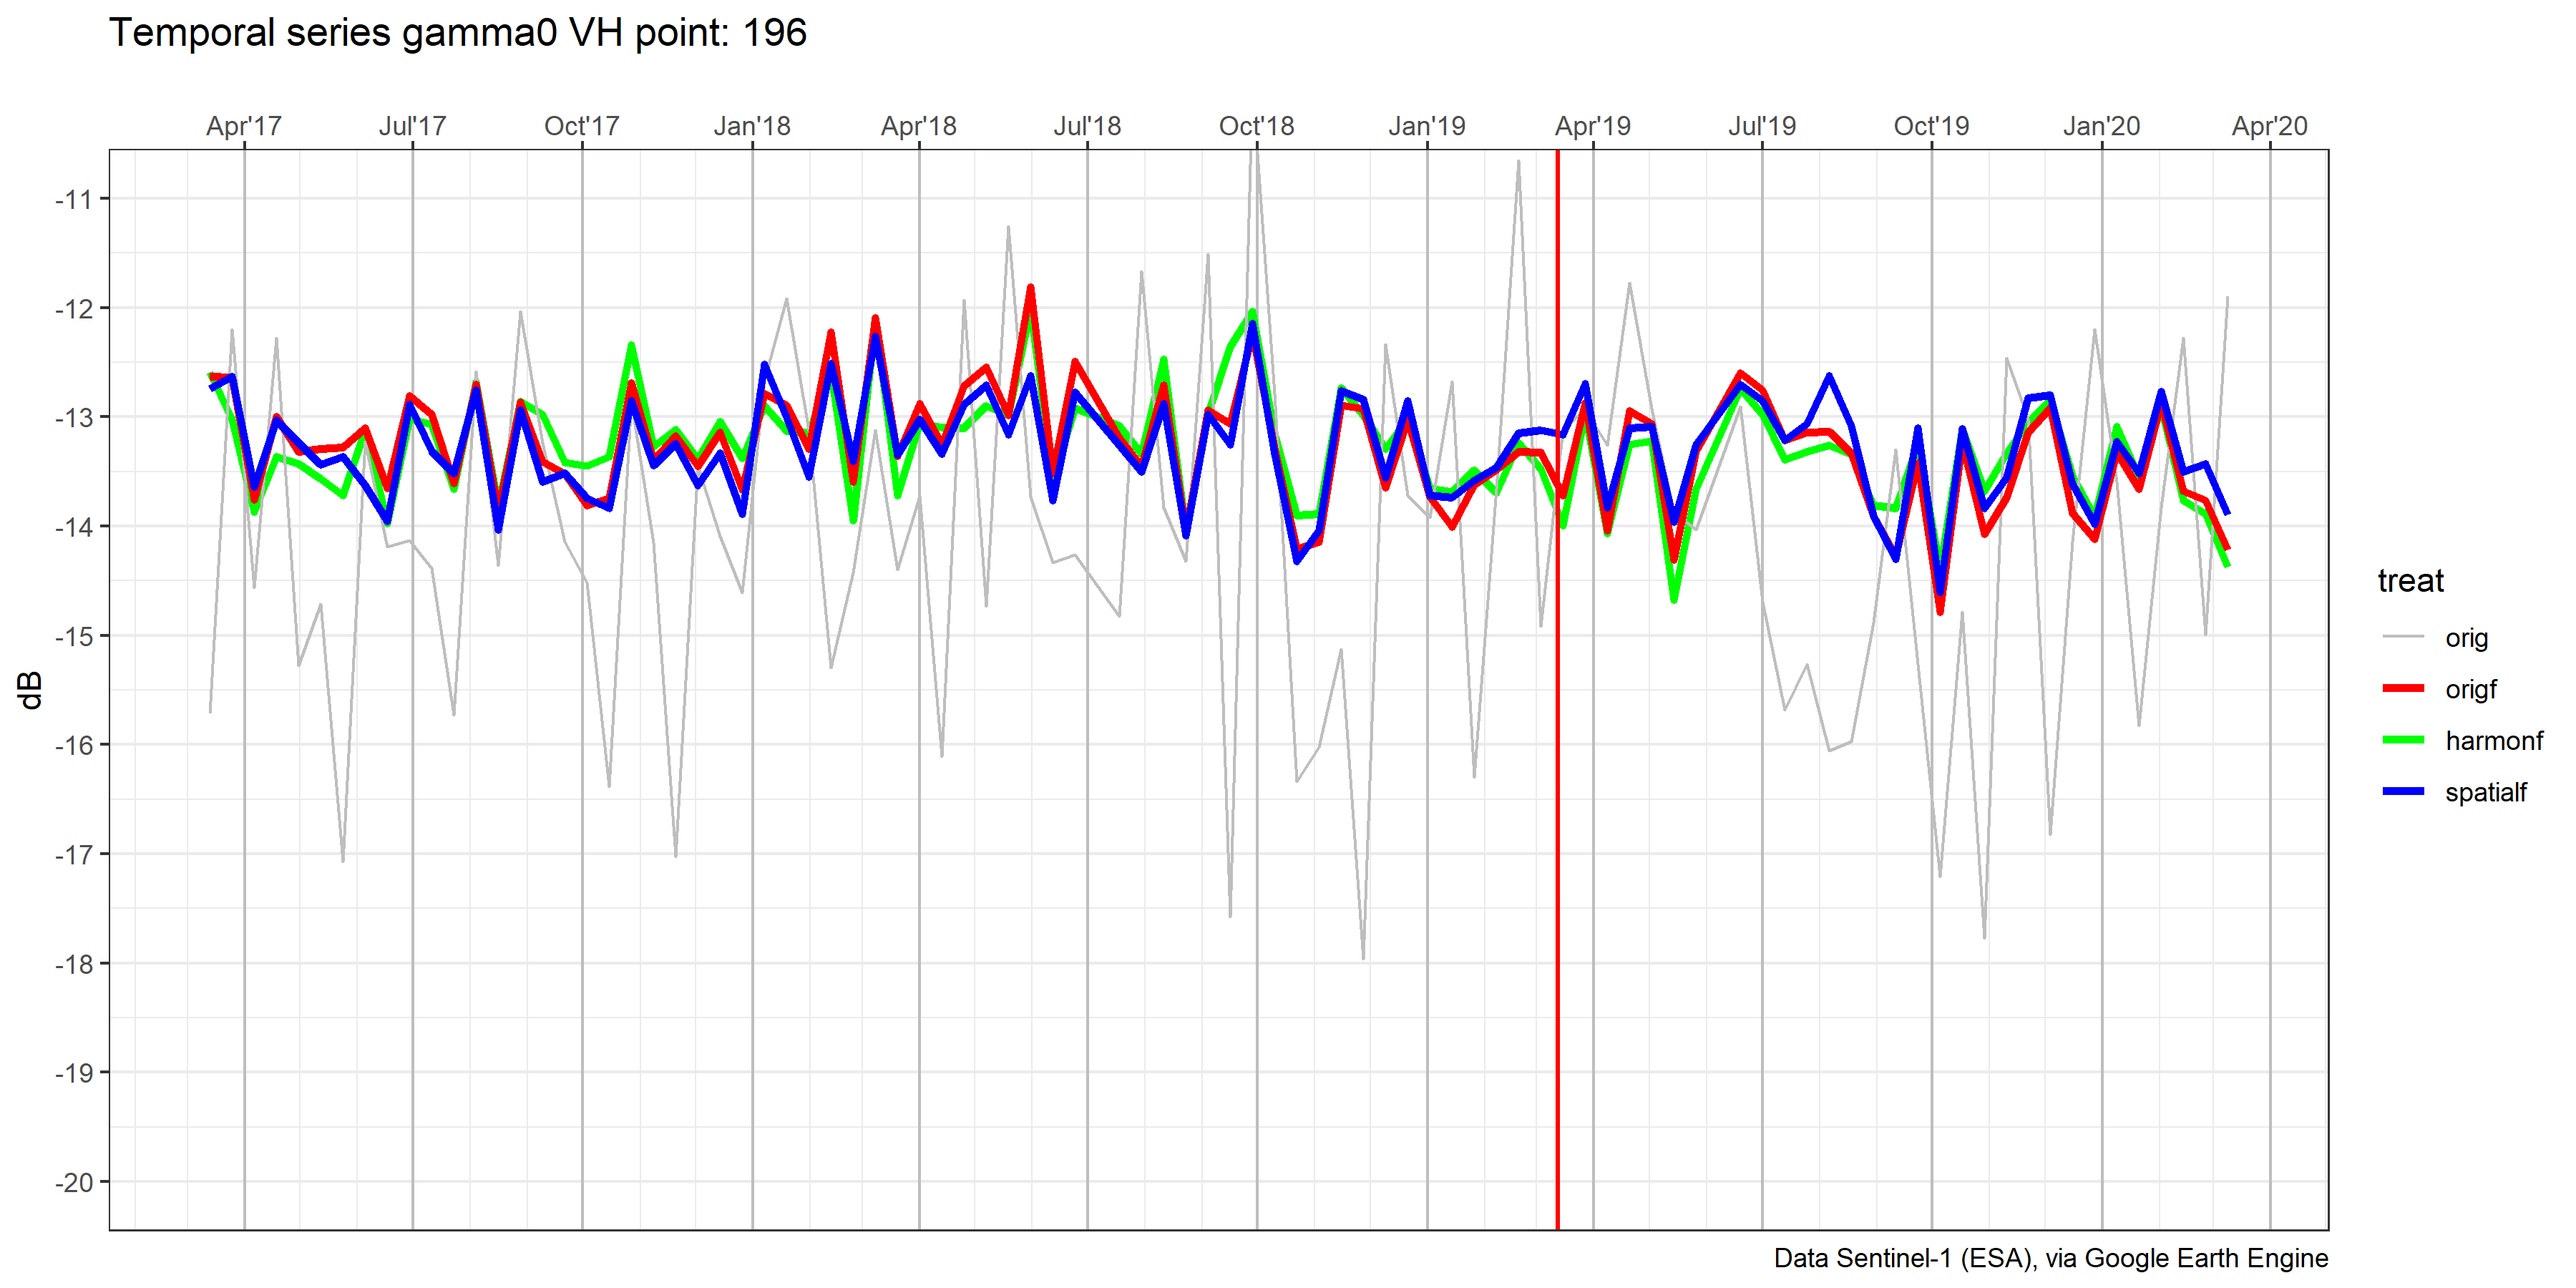 Temporal series gamma0 VH point: 196
Apr'17 Jul'17 Oct'17 Jan'18 Apr'18 Jul'18 Oct'18 Jan'19 Apr'19 Jul'19 Oct'19 Jan'20 Apr'20
-11
-12
-13
-14
-15
-16
-17
-18
-19
-20
dB
treat
orig
origf
harmonf
spatialf
Data Sentinel-1 (ESA), via Google Earth Engine